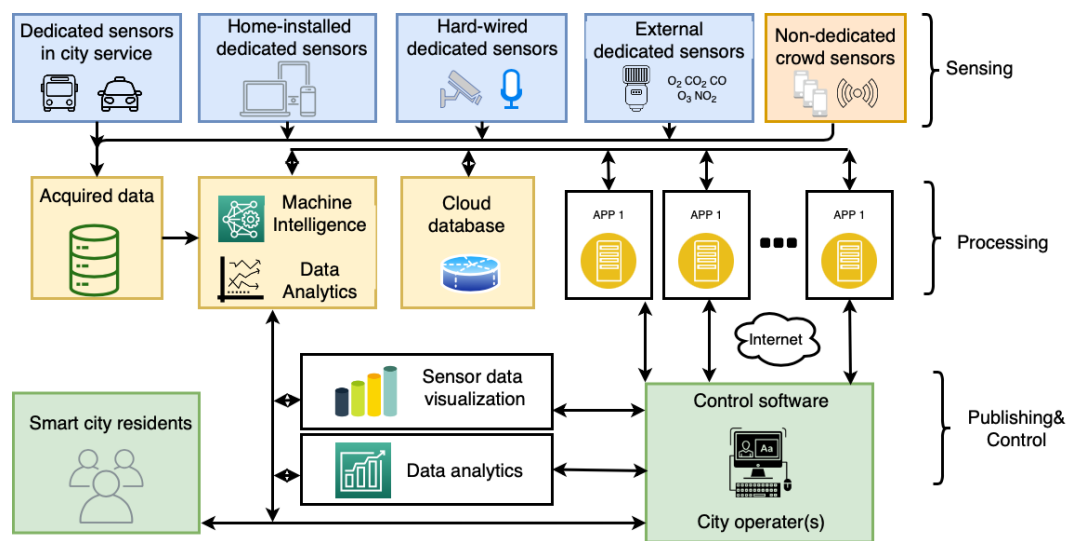 Dedicated sensors
in city service
Home-installed
dedicated sensors
Hard-wired
dedicated sensors
External
dedicated sensors
O₂ CO₂ CO
O₃ NO₂
Non-dedicated
crowd sensors
Sensing
Acquired data
Machine
Intelligence
Data
Analytics
Cloud
database
APP 1
APP 1
APP 1
Processing
Internet
Sensor data
visualization
Data analytics
Smart city residents
Control software
Aa
City operater(s)
Publishing&
Control